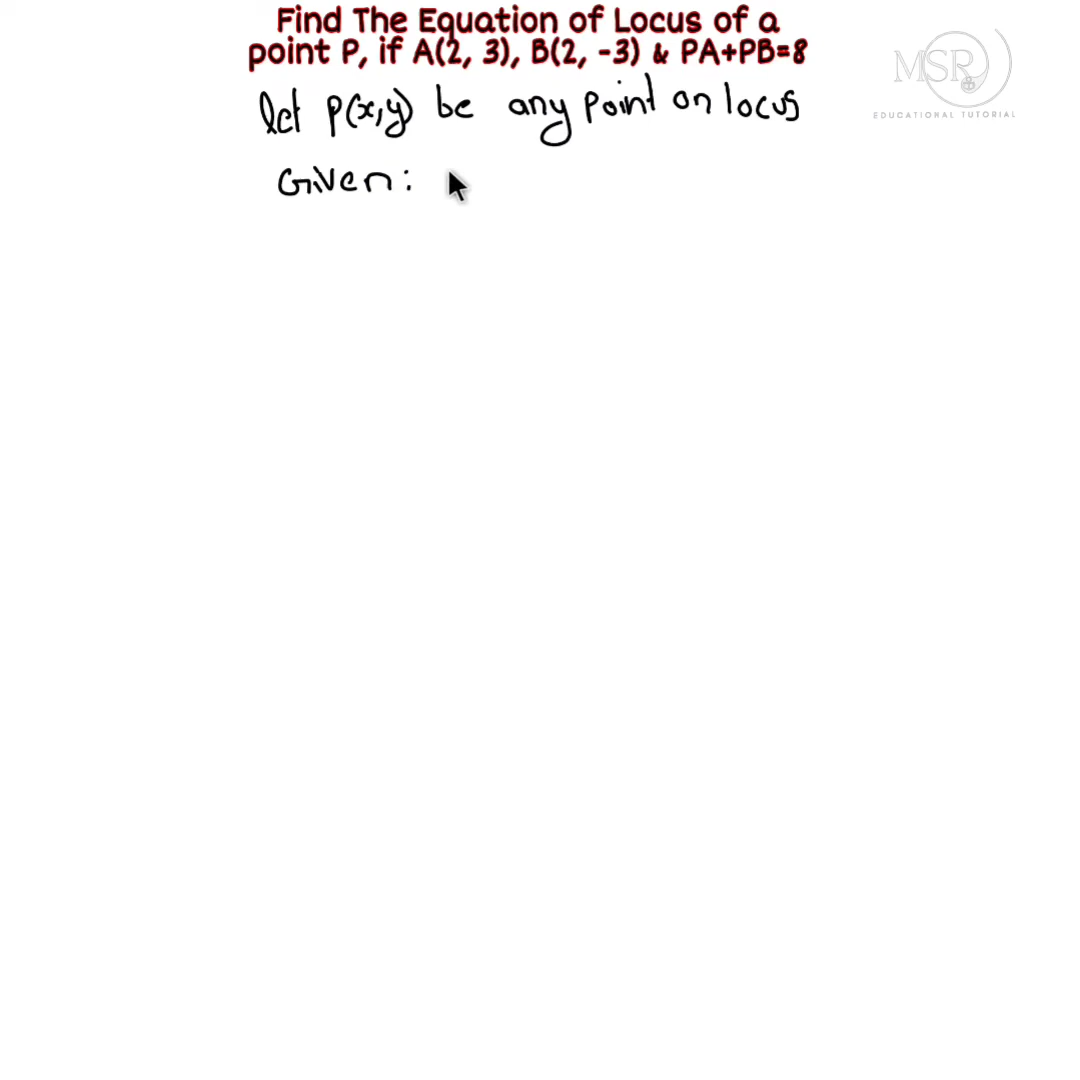 Find The Equation of Locus of a
point P, if A(2, 3), B(2, -3) & PA+PB=8
MSR
EDUCATIONAL TUTORIAL
let P(x,y) be any point on locus
Given: